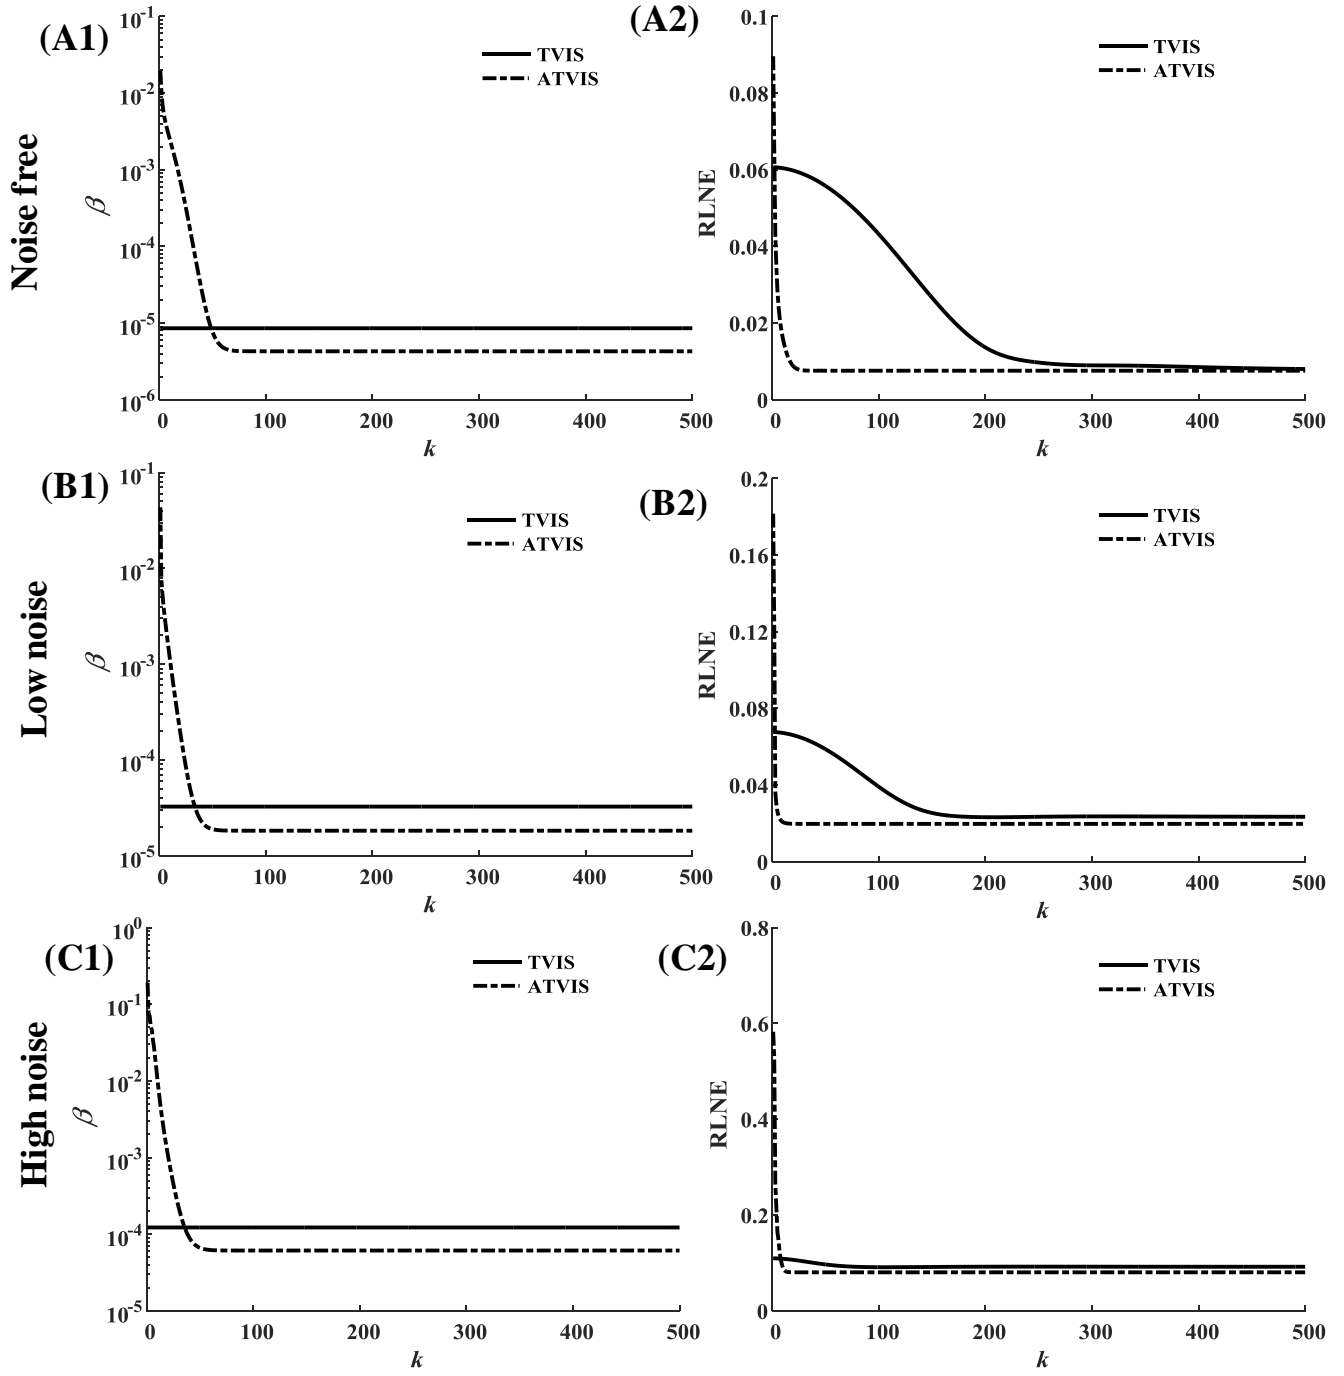 (A1)
Noise free
β
10^-1
10^-2
10^-3
10^-4
10^-5
10^-6
TVIS
ATVIS
0 100 200 300 400 500
k
(A2)
RLNE
0.1
0.08
0.06
0.04
0.02
0
TVIS
ATVIS
0 100 200 300 400 500
k
(B1)
Low noise
β
10^-1
10^-2
10^-3
10^-4
10^-5
TVIS
ATVIS
0 100 200 300 400 500
k
(B2)
RLNE
0.2
0.16
0.12
0.08
0.04
0
TVIS
ATVIS
0 100 200 300 400 500
k
(C1)
High noise
β
10^0
10^-1
10^-2
10^-3
10^-4
10^-5
TVIS
ATVIS
0 100 200 300 400 500
k
(C2)
RLNE
0.8
0.6
0.4
0.2
0
TVIS
ATVIS
0 100 200 300 400 500
k